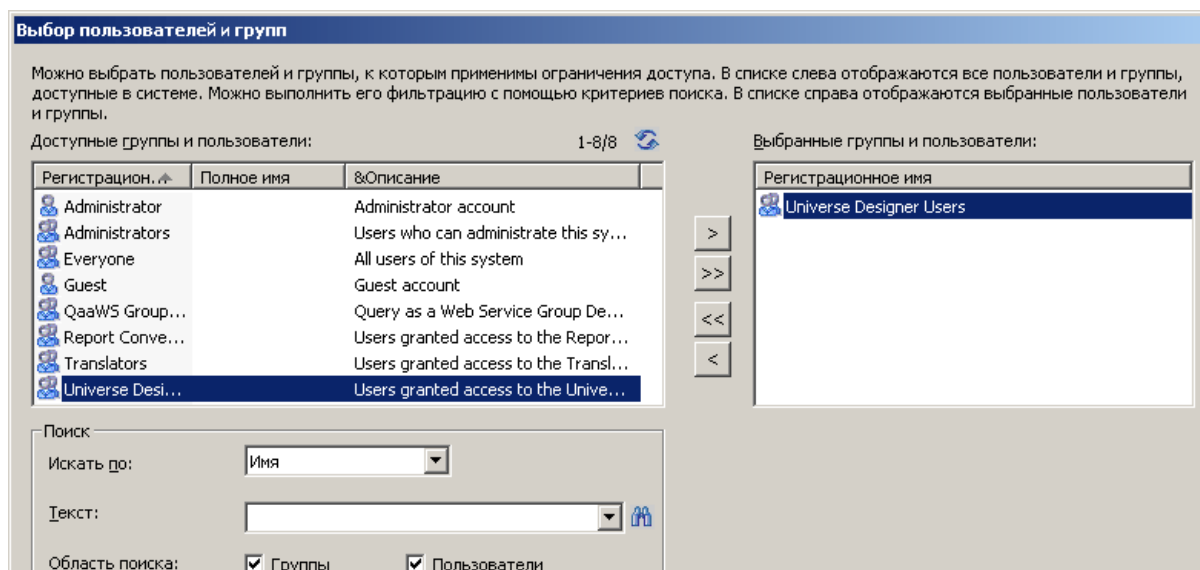 Выбор пользователей и групп
Можно выбрать пользователей и группы, к которым применимы ограничения доступа. В списке слева отображаются все пользователи и группы,
доступные в системе. Можно выполнить его фильтрацию с помощью критериев поиска. В списке справа отображаются выбранные пользователи
и группы.
Доступные группы и пользователи: 1-8/8 Выбранные группы и пользователи:
Регистрацион. Полное имя &Описание Регистрационное имя
Administrator Administrator account Universe Designer Users
Administrators Users who can administrate this sy...
Everyone All users of this system
Guest Guest account
QaaWS Group... Query as a Web Service Group De...
Report Conve... Users granted access to the Repor...
Translators Users granted access to the Transl...
Universe Desi... Users granted access to the Unive...
>
>>
<<
<
Поиск
Искать по: Имя
Текст:
Область поиска: Группы Пользователи